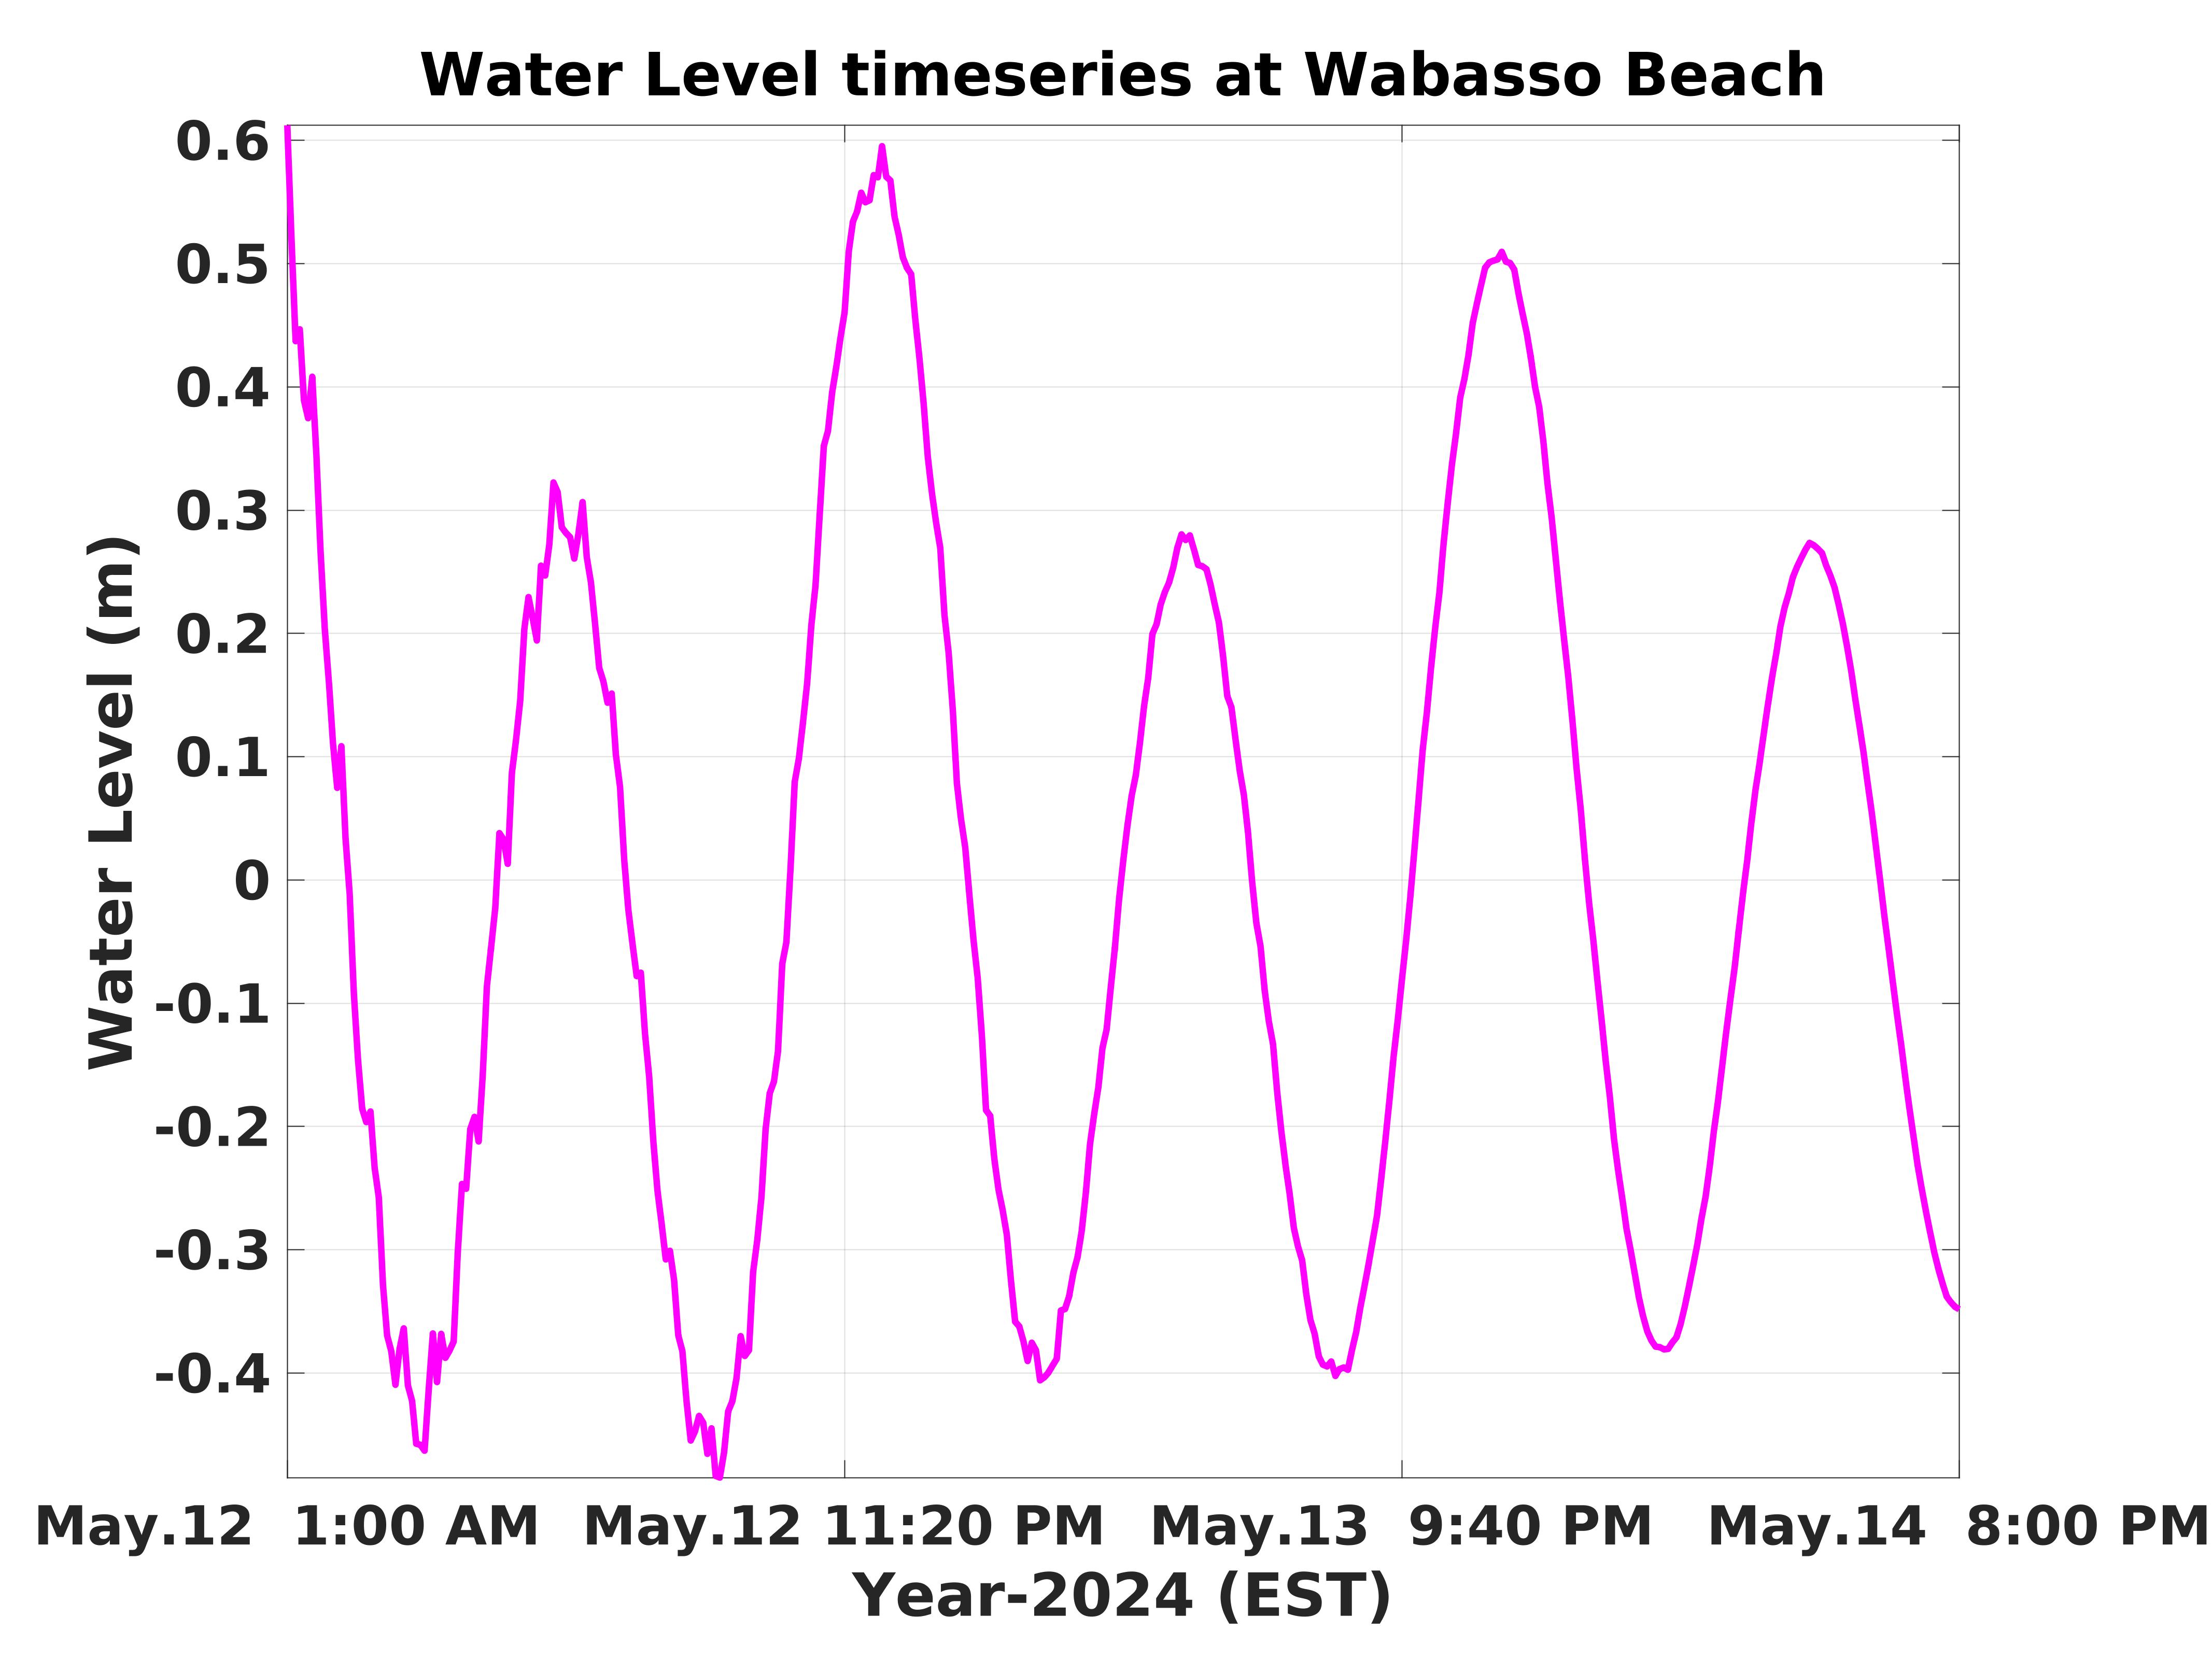 Water Level timeseries at Wabasso Beach
Water Level (m)
0.6
0.5
0.4
0.3
0.2
0.1
0
-0.1
-0.2
-0.3
-0.4
May.12 1:00 AM May.12 11:20 PM May.13 9:40 PM May.14 8:00 PM
Year-2024 (EST)